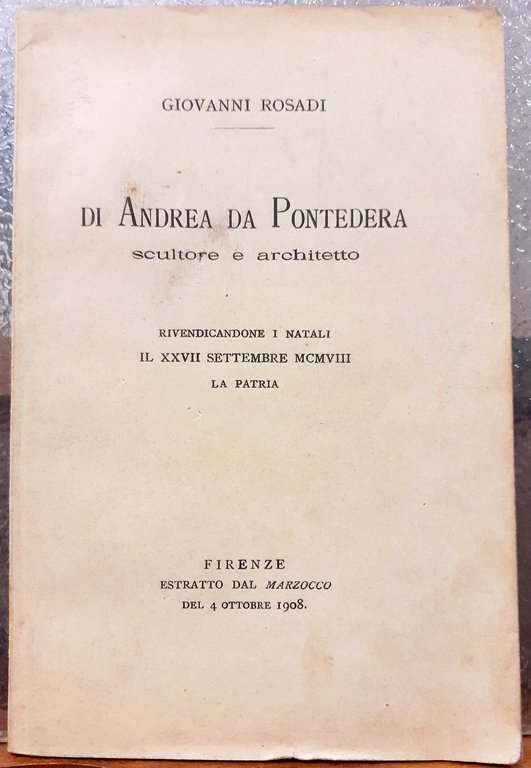 GIOVANNI ROSADI
DI ANDREA DA PONTEDERA
scultore e architetto
RIVENDICANDONE I NATALI
IL XXVII SETTEMBRE MCMVIII
LA PATRIA
FIRENZE
ESTRATTO DAL MARZOCCO
DEL 4 OTTOBRE 1908.